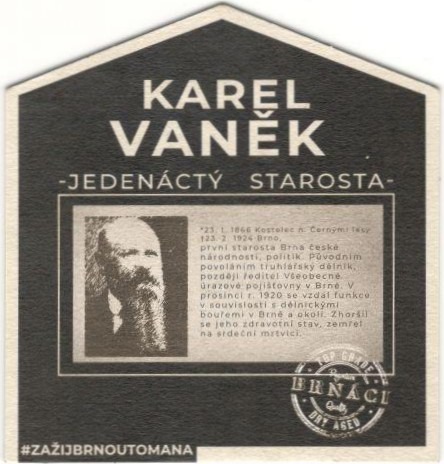 KAREL
VANĚK
-JEDENÁCTÝ STAROSTA-
*23. 1. 1866 Kostelec n. Černými lesy
†23. 2. 1924 Brno,
první starosta Brna české
národnosti, politik. Původním
povoláním truhlářský dělník,
později ředitel Všeobecné
úrazové pojišťovny v Brně. V
prosinci r. 1920 se vzdal funkce
v souvislosti s dělnickými
bouřemi v Brně a okolí. Zhoršil
se jeho zdravotní stav, zemřel
na srdeční mrtvici.
TOP GRADE
BRNÁCI
Quality
DRY AGED
#ZAŽIJBRNOUTOMANA